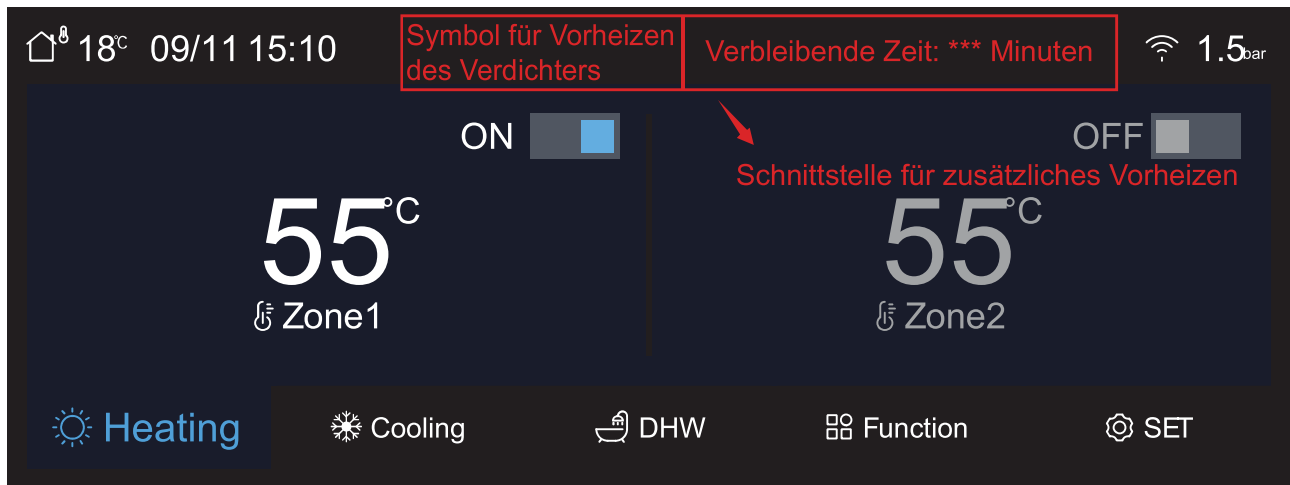 18°C 09/11 15:10
Symbol für Vorheizen
des Verdichters
Verbleibende Zeit: *** Minuten
1.5bar
ON
OFF
Schnittstelle für zusätzliches Vorheizen
55°C
Zone1
55°C
Zone2
Heating
Cooling
DHW
Function
SET